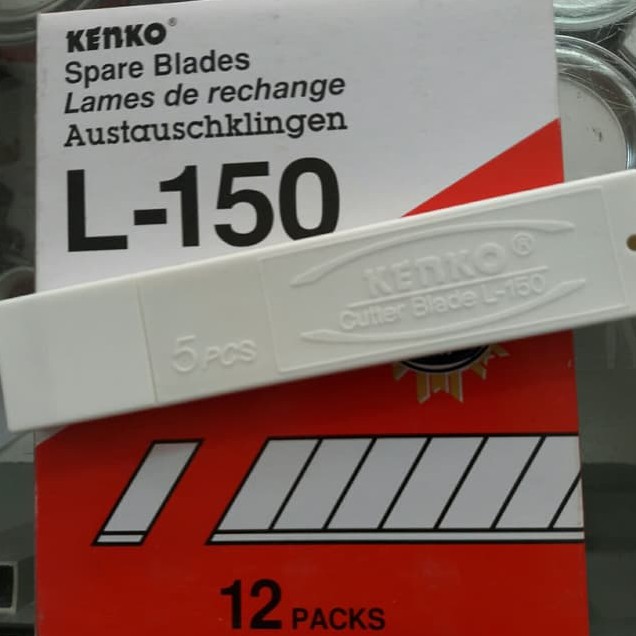 KENKO®
Spare Blades
Lames de rechange
Austauschklingen
L-150
KENKO®
Cutter Blade L-150
5 PCS
12 PACKS